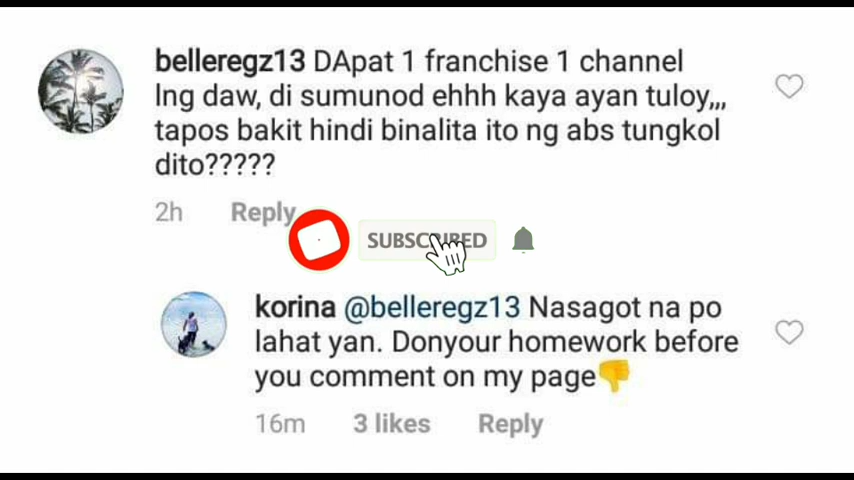 belleregz13 DApat 1 franchise 1 channel
lng daw, di sumunod ehhh kaya ayan tuloy,,,
tapos bakit hindi binalita ito ng abs tungkol
dito?????
2h Reply
SUBSCRIBED
korina @belleregz13 Nasagot na po
lahat yan. Donyour homework before
you comment on my page👎
16m 3 likes Reply